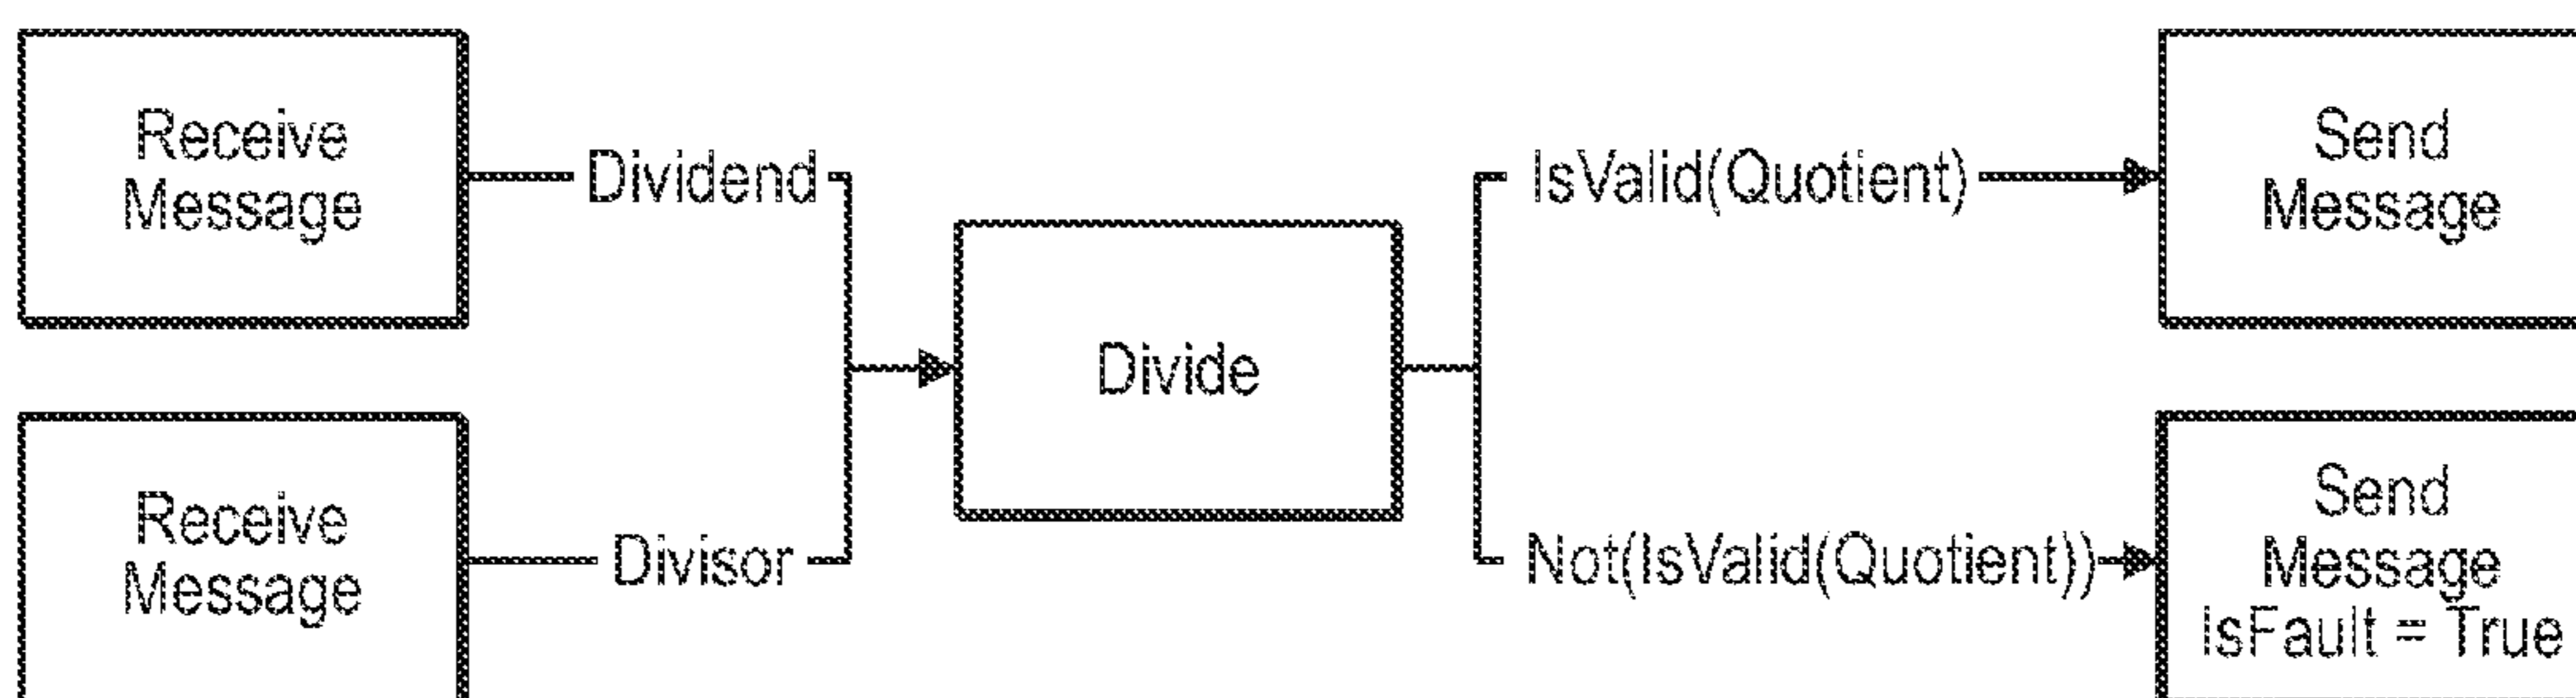 Receive
Message
Dividend
Receive
Message
Divisor
Divide
IsValid(Quotient)
Send
Message
Not(IsValid(Quotient))
Send
Message
IsFault = True